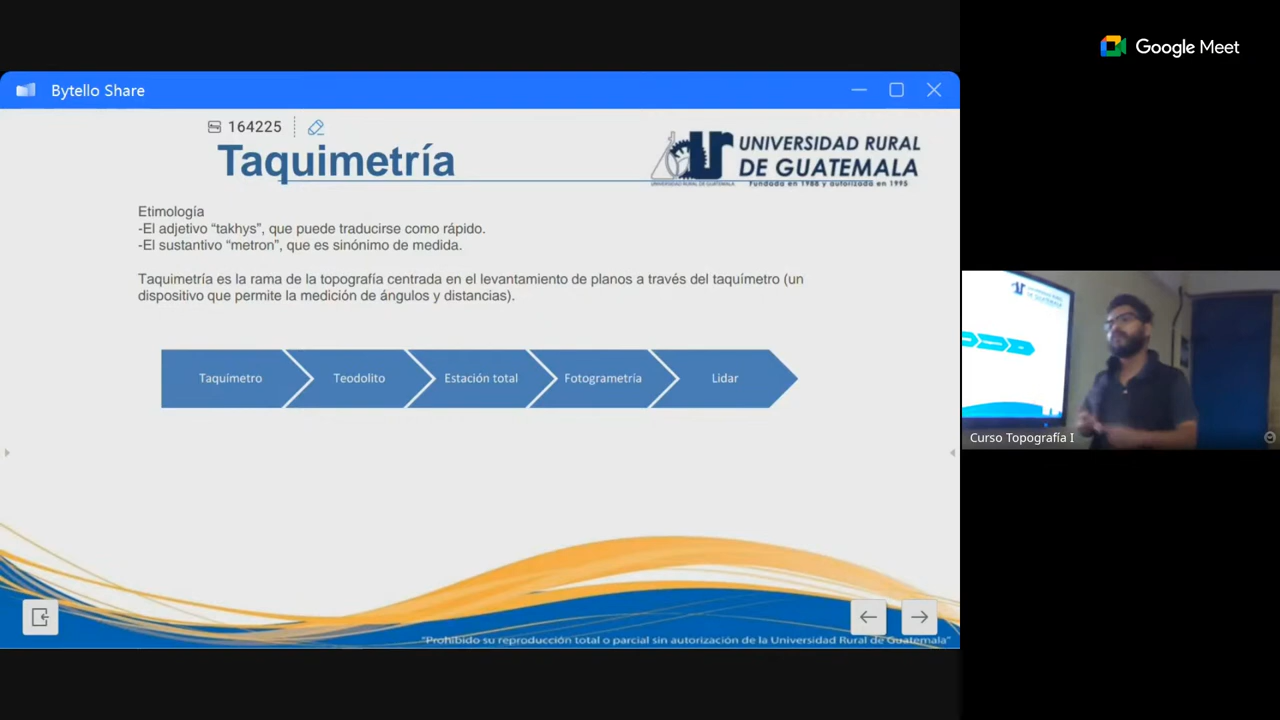 Google Meet
Bytello Share
164225
Taquimetría
UNIVERSIDAD RURAL
DE GUATEMALA
Fundada en 1988 y autorizada en 1995
Etimología
-El adjetivo “takhys”, que puede traducirse como rápido.
-El sustantivo “metron”, que es sinónimo de medida.
Taquimetría es la rama de la topografía centrada en el levantamiento de planos a través del taquímetro (un
dispositivo que permite la medición de ángulos y distancias).
Taquímetro
Teodolito
Estación total
Fotogrametría
Lidar
Curso Topografía I
"Prohibido su reproducción total o parcial sin autorización de la Universidad Rural de Guatemala"